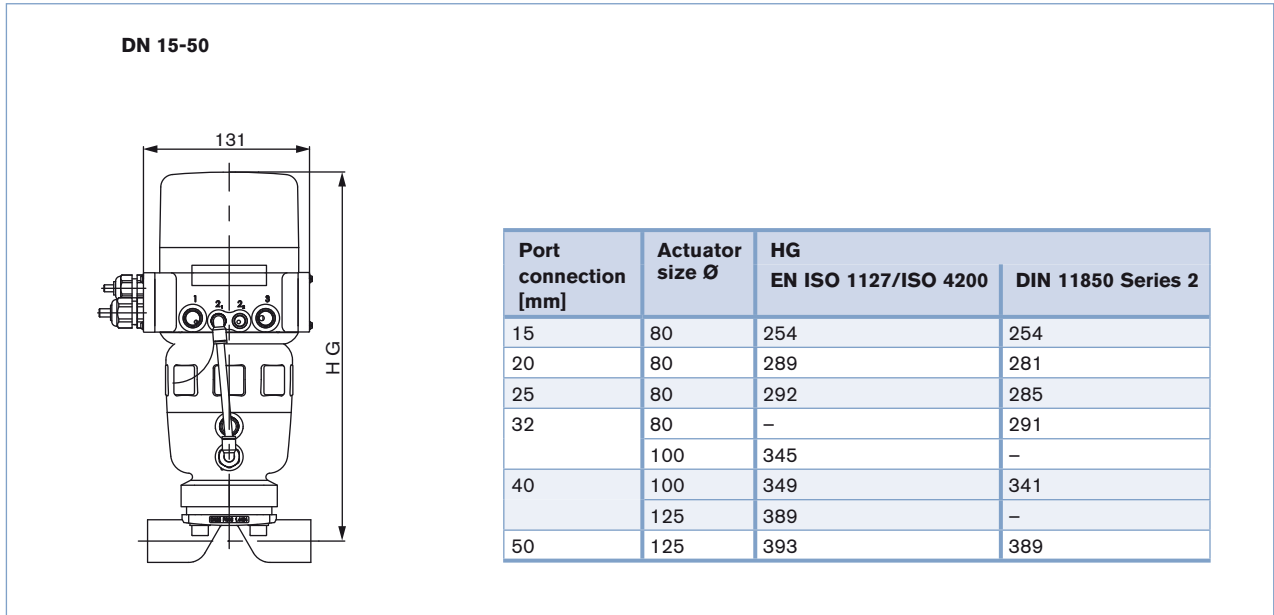 DN 15-50
131
1 2₁ 2₂ 3
H G
Port connection [mm] Actuator size Ø HG
EN ISO 1127/ISO 4200 DIN 11850 Series 2
15 80 254 254
20 80 289 281
25 80 292 285
32 80 – 291
100 345 –
40 100 349 341
125 389 –
50 125 393 389